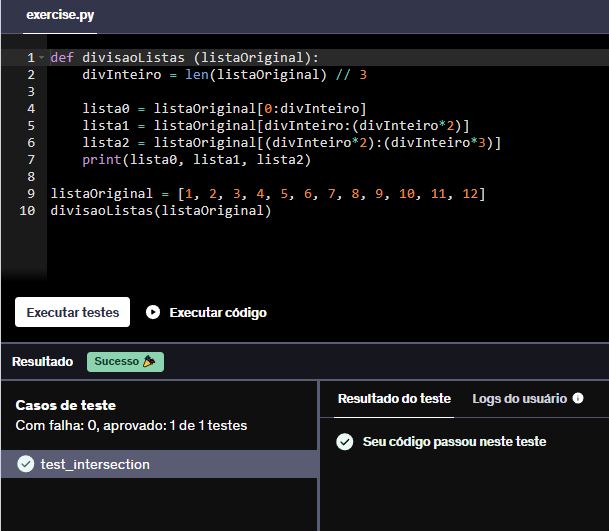 exercise.py
1 def divisaoListas (listaOriginal):
2 divInteiro = len(listaOriginal) // 3
3
4 lista0 = listaOriginal[0:divInteiro]
5 lista1 = listaOriginal[divInteiro:(divInteiro*2)]
6 lista2 = listaOriginal[(divInteiro*2):(divInteiro*3)]
7 print(lista0, lista1, lista2)
8
9 listaOriginal = [1, 2, 3, 4, 5, 6, 7, 8, 9, 10, 11, 12]
10 divisaoListas(listaOriginal)
Executar testes Executar código
Resultado Sucesso 🎉
Casos de teste
Com falha: 0, aprovado: 1 de 1 testes
test_intersection
Resultado do teste Logs do usuário
Seu código passou neste teste